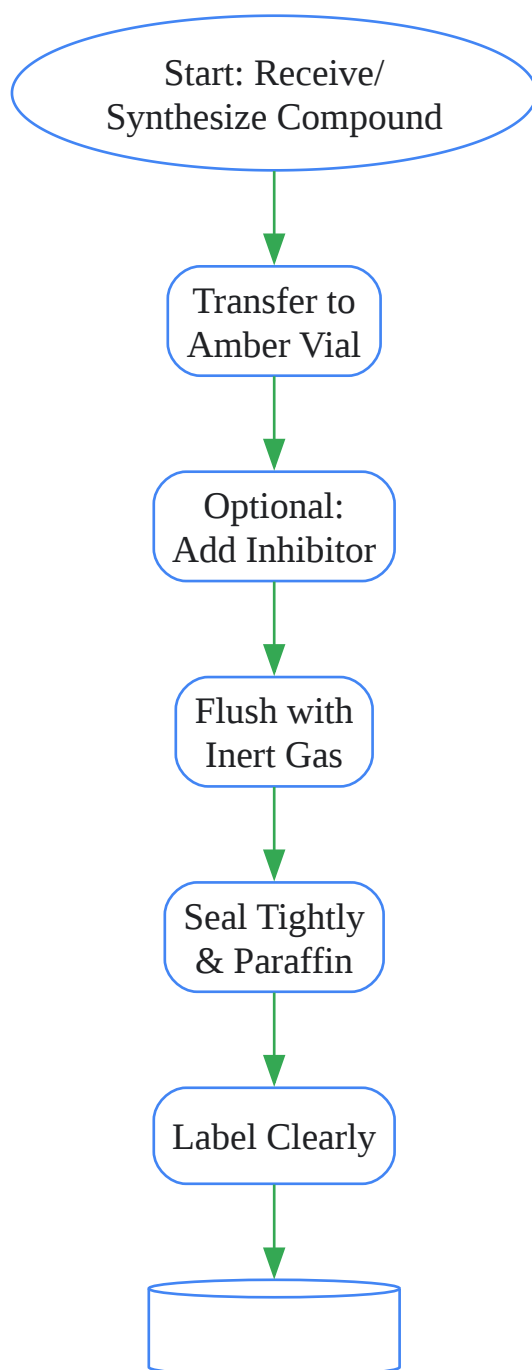 Start: Receive/
Synthesize Compound
Transfer to
Amber Vial
Optional:
Add Inhibitor
Flush with
Inert Gas
Seal Tightly
& Paraffin
Label Clearly